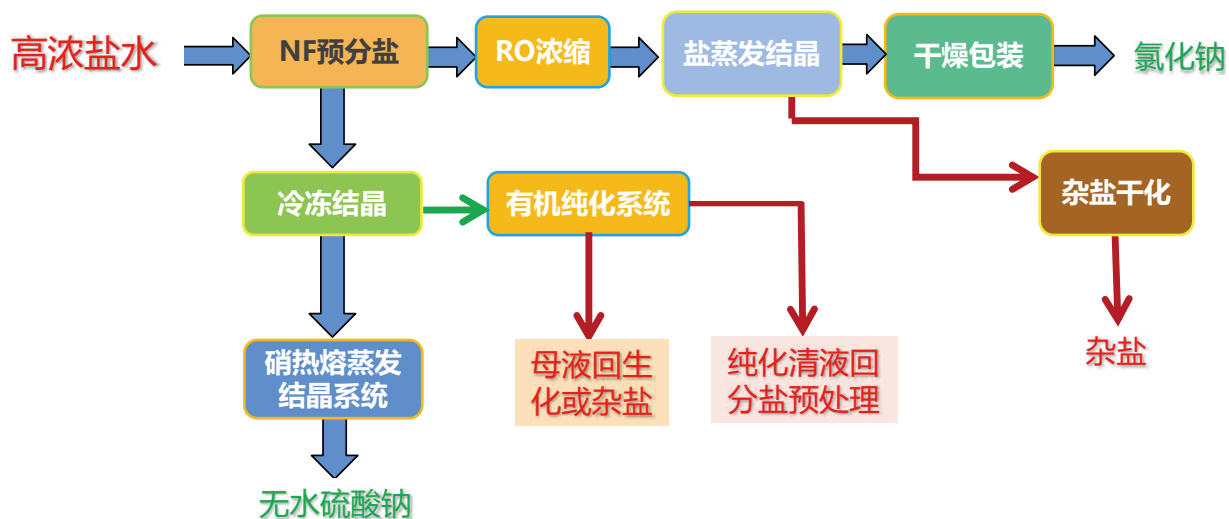 高浓盐水
NF预分盐
RO浓缩
盐蒸发结晶
干燥包装
氯化钠
冷冻结晶
有机纯化系统
杂盐干化
硝热熔蒸发
结晶系统
母液回生
化或杂盐
纯化清液回
分盐预处理
杂盐
无水硫酸钠